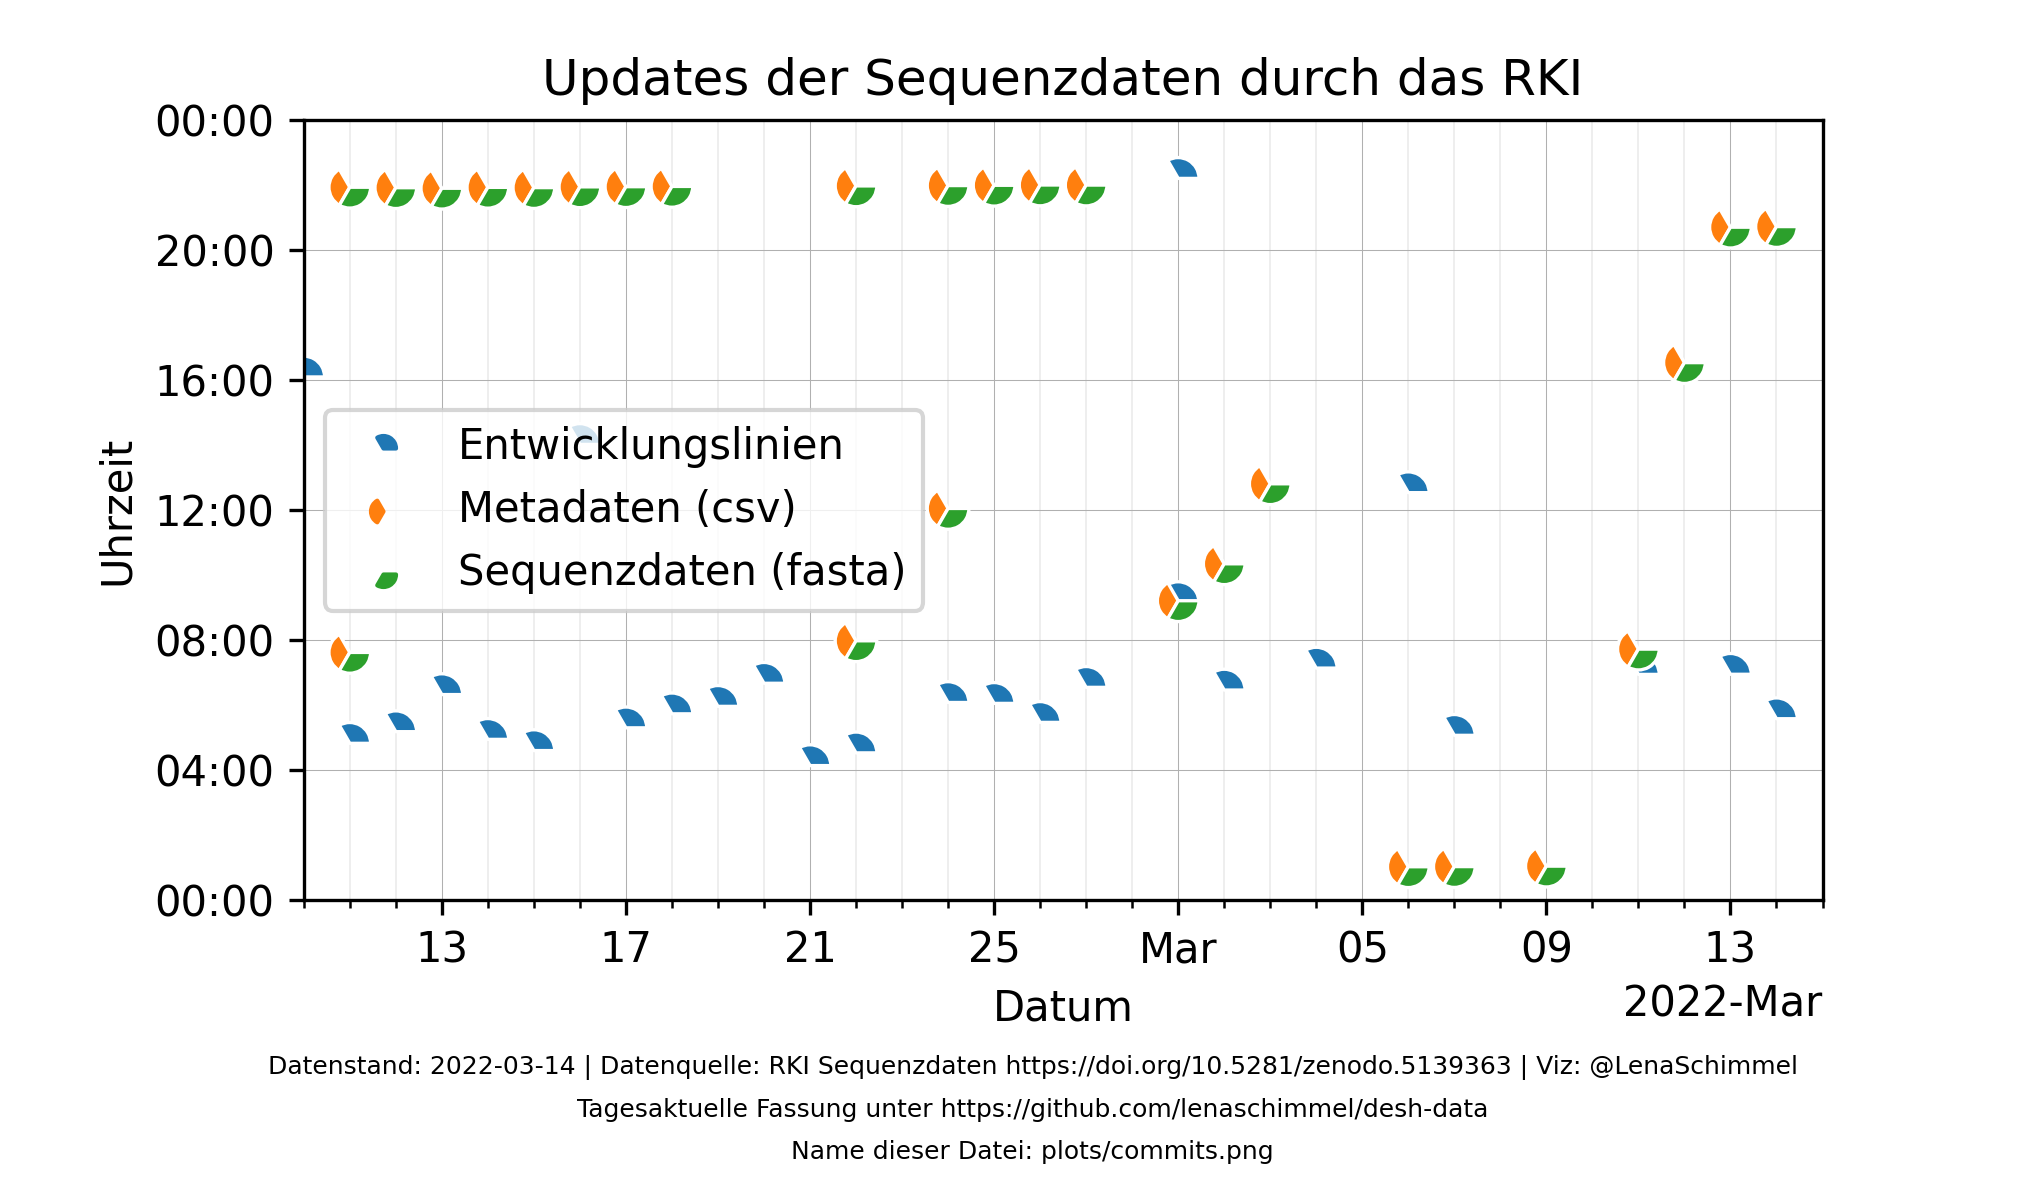 Updates der Sequenzdaten durch das RKI
00:00
20:00
16:00
12:00
08:00
04:00
00:00
Uhrzeit
Entwicklungslinien
Metadaten (csv)
Sequenzdaten (fasta)
13 17 21 25 Mar 05 09 13
Datum
2022-Mar
Datenstand: 2022-03-14 | Datenquelle: RKI Sequenzdaten https://doi.org/10.5281/zenodo.5139363 | Viz: @LenaSchimmel
Tagesaktuelle Fassung unter https://github.com/lenaschimmel/desh-data
Name dieser Datei: plots/commits.png